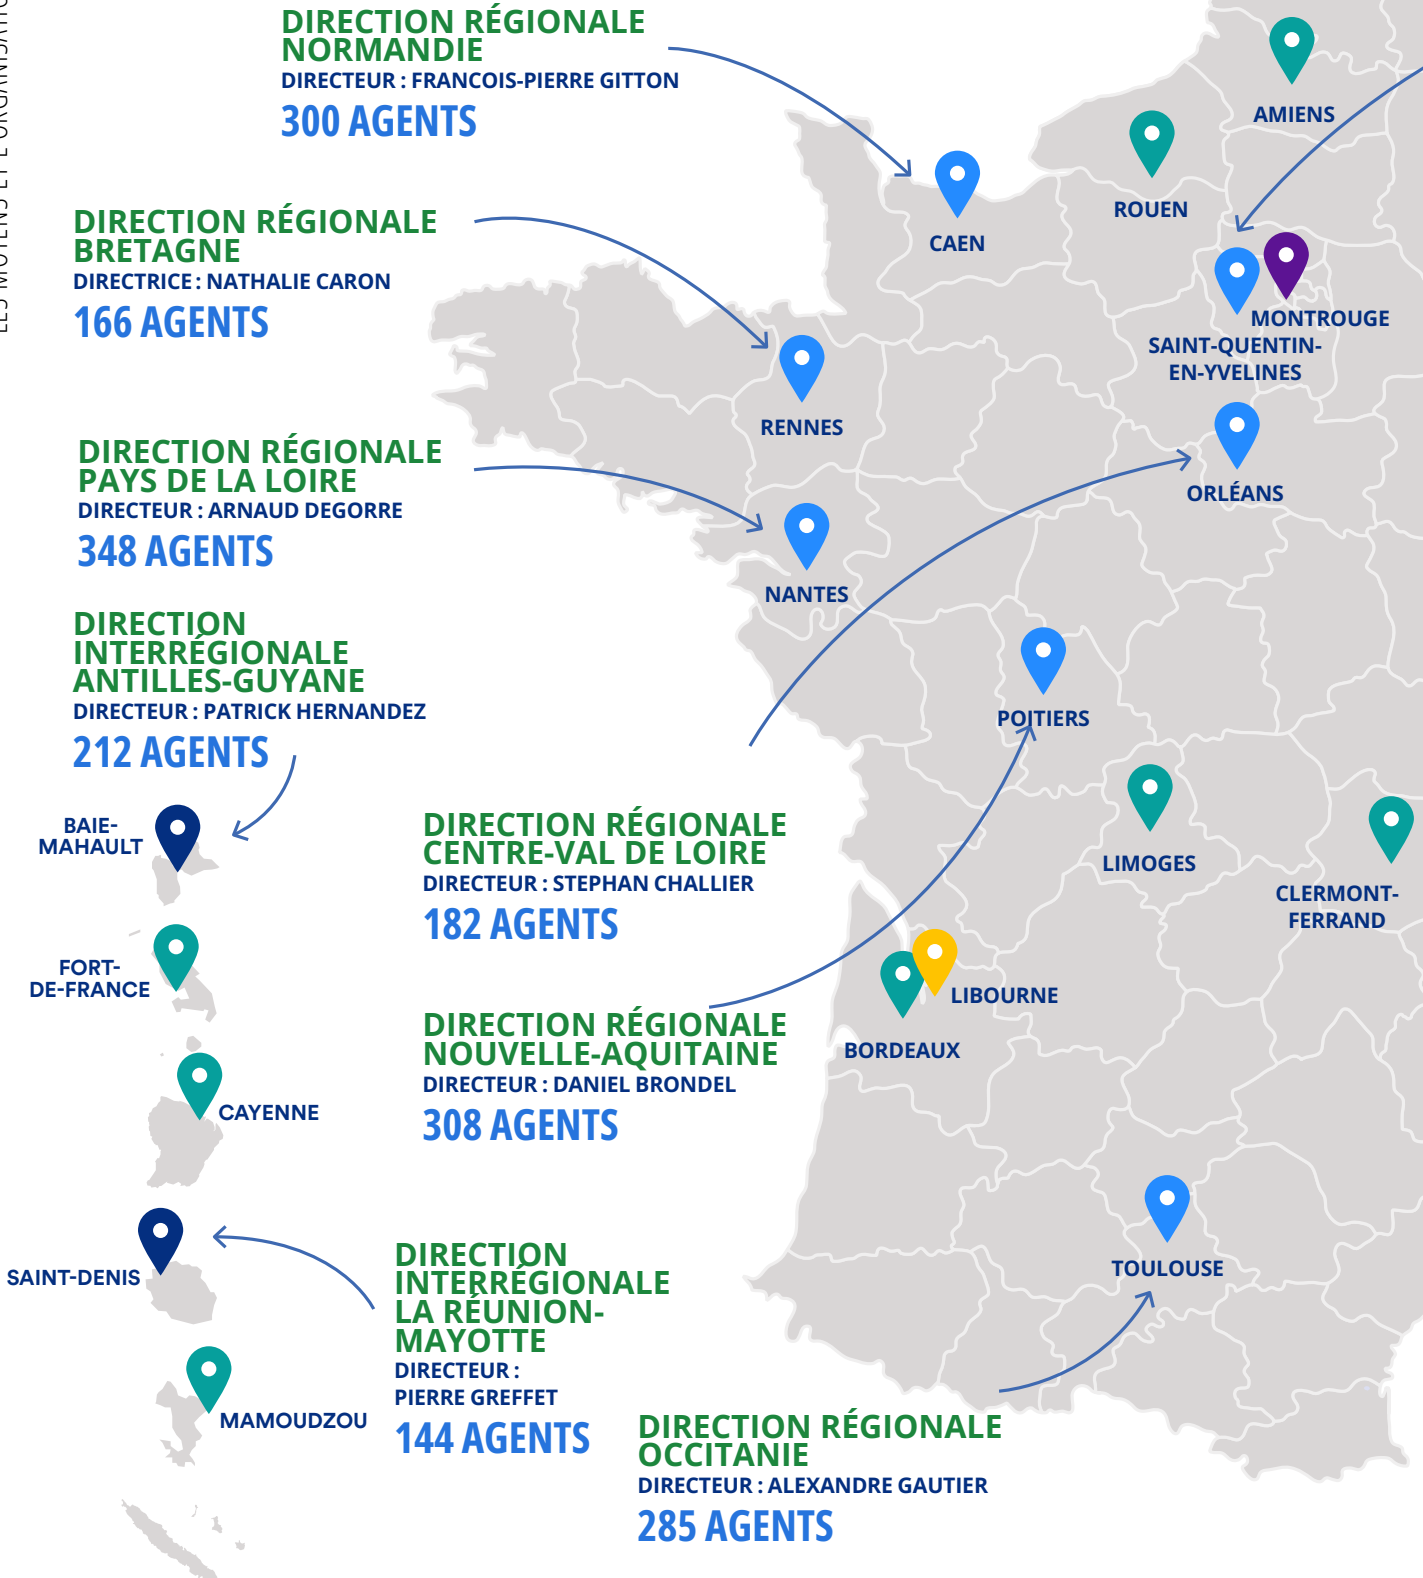 LES MOYENS ET L'ORGANISATIO
DIRECTION RÉGIONALE
NORMANDIE
DIRECTEUR : FRANCOIS-PIERRE GITTON
300 AGENTS
AMIENS
ROUEN
CAEN
DIRECTION RÉGIONALE
BRETAGNE
DIRECTRICE : NATHALIE CARON
166 AGENTS
MONTROUGE
SAINT-QUENTIN-
EN-YVELINES
RENNES
DIRECTION RÉGIONALE
PAYS DE LA LOIRE
DIRECTEUR : ARNAUD DEGORRE
348 AGENTS
ORLÉANS
NANTES
DIRECTION
INTERRÉGIONALE
ANTILLES-GUYANE
DIRECTEUR : PATRICK HERNANDEZ
212 AGENTS
POITIERS
BAIE-
MAHAULT
DIRECTION RÉGIONALE
CENTRE-VAL DE LOIRE
DIRECTEUR : STEPHAN CHALLIER
182 AGENTS
LIMOGES
CLERMONT-
FERRAND
FORT-
DE-FRANCE
LIBOURNE
BORDEAUX
DIRECTION RÉGIONALE
NOUVELLE-AQUITAINE
DIRECTEUR : DANIEL BRONDEL
308 AGENTS
CAYENNE
SAINT-DENIS
TOULOUSE
DIRECTION
INTERRÉGIONALE
LA RÉUNION-
MAYOTTE
DIRECTEUR :
PIERRE GREFFET
144 AGENTS
MAMOUDZOU
DIRECTION RÉGIONALE
OCCITANIE
DIRECTEUR : ALEXANDRE GAUTIER
285 AGENTS